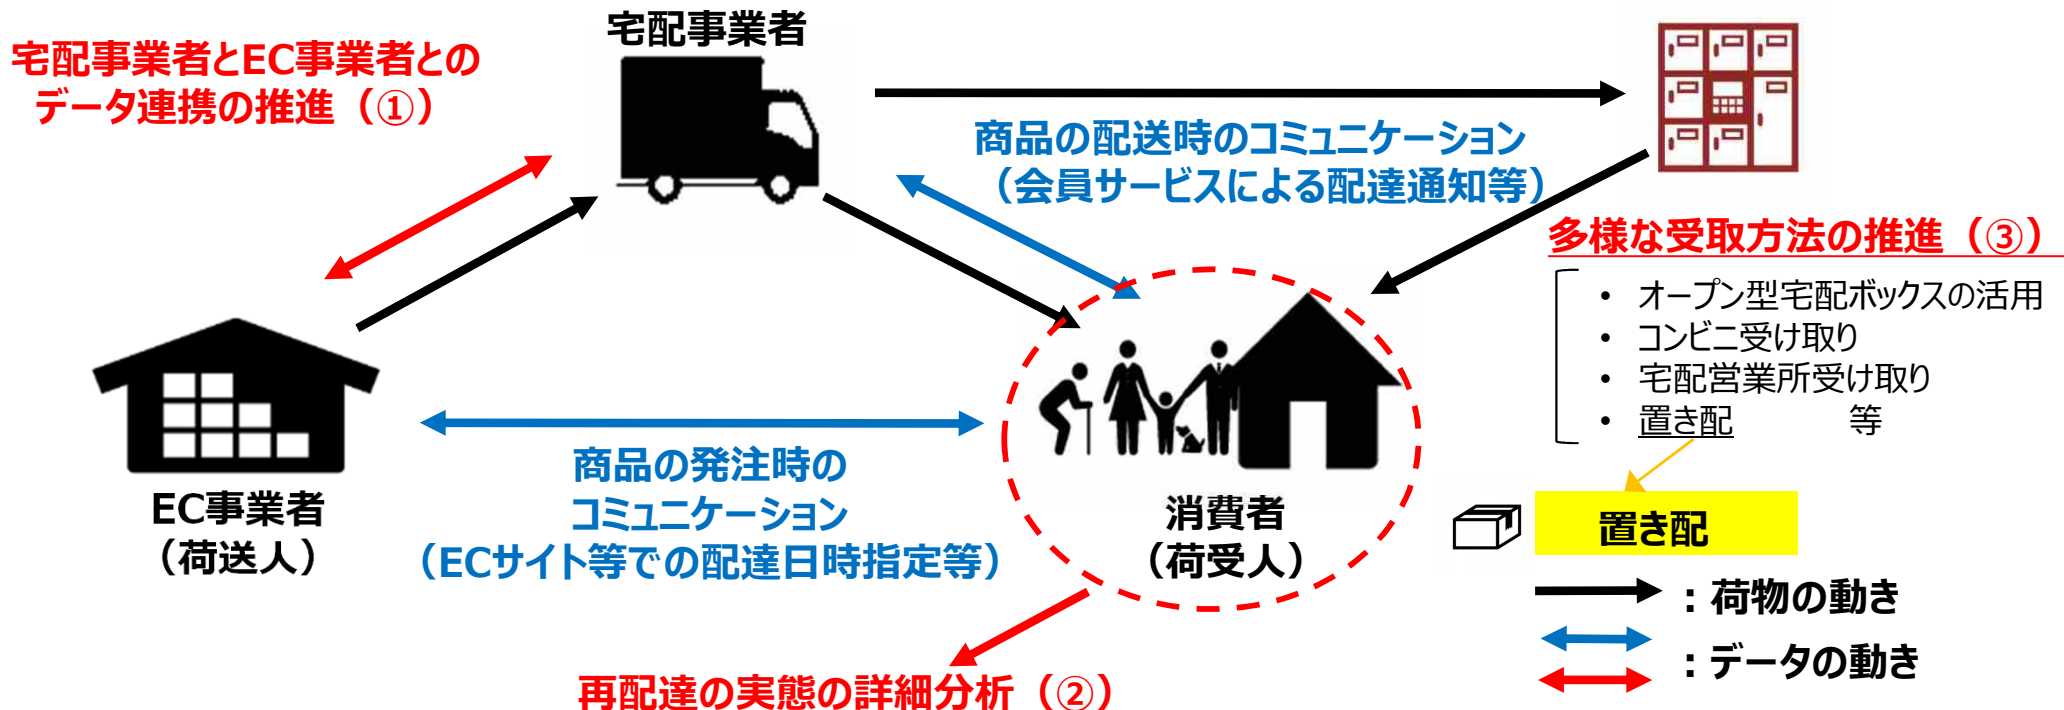 宅配事業者
宅配事業者とEC事業者との
データ連携の推進（①）
商品の配送時のコミュニケーション
（会員サービスによる配達通知等）
多様な受取方法の推進（③）
• オープン型宅配ボックスの活用
• コンビニ受け取り
• 宅配営業所受け取り
• 置き配　　　等
置き配
EC事業者
（荷送人）
商品の発注時の
コミュニケーション
（ECサイト等での配達日時指定等）
消費者
（荷受人）
：荷物の動き
：データの動き
再配達の実態の詳細分析（②）